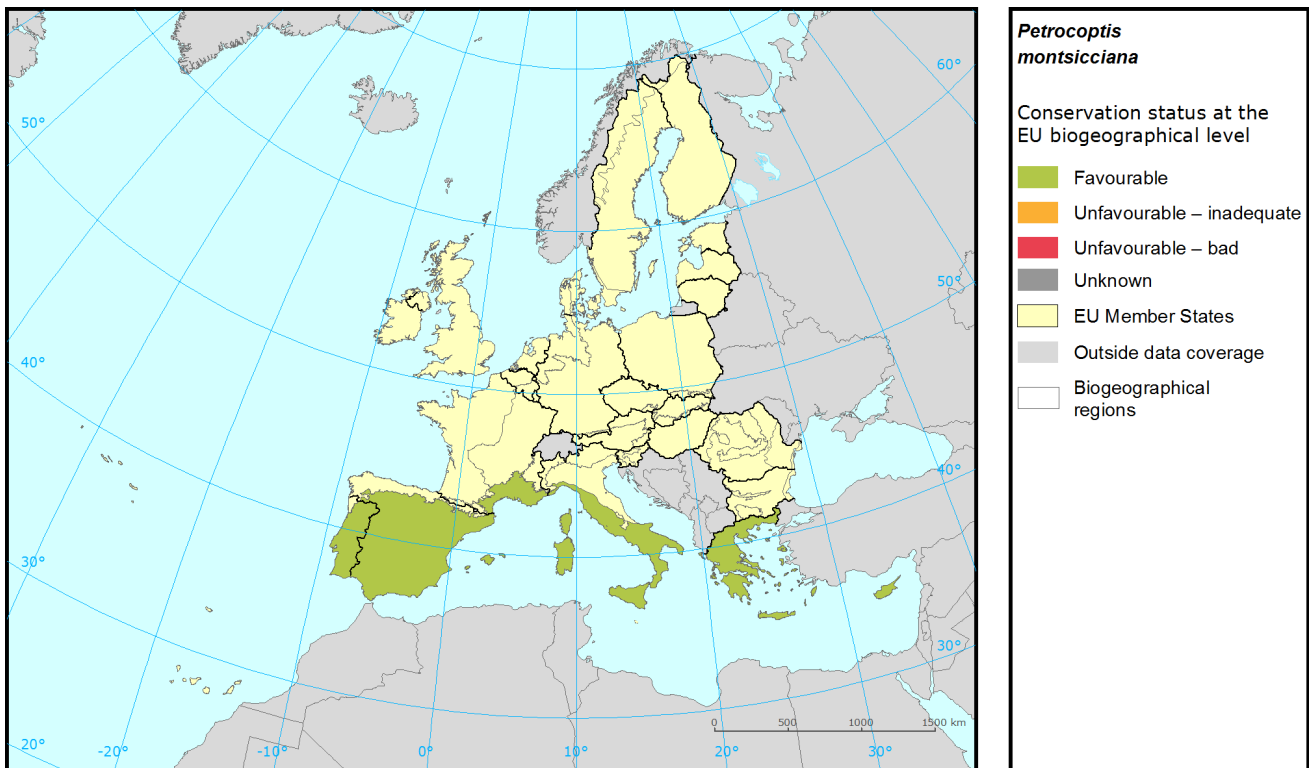 Petrocoptis
montsicciana
Conservation status at the
EU biogeographical level
Favourable
Unfavourable – inadequate
Unfavourable – bad
Unknown
EU Member States
Outside data coverage
Biogeographical
regions
60°
50°
50°
40°
40°
30°
30°
20°
-20°
-10°
0°
10°
20°
30°
0
500
1000
1500 km